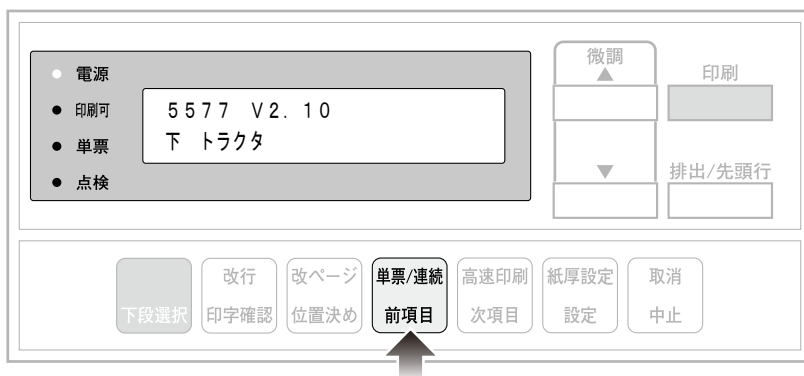 電源
印刷可
単票
点検
5577 V2.10
下 トラクタ
微調
▲
▼
印刷
排出/先頭行
下段選択
改行
印字確認
改ページ
位置決め
単票/連続
前項目
高速印刷
次項目
紙厚設定
設定
取消
中止